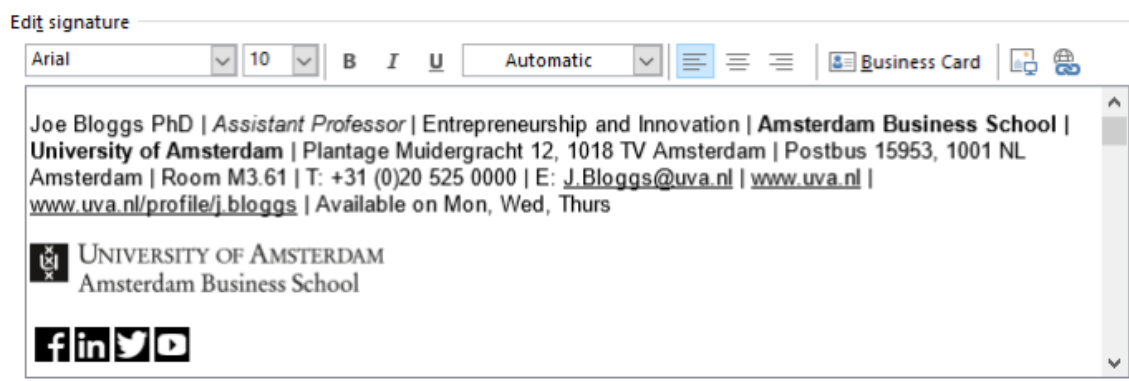 Edit signature
Arial 10 B I U Automatic Business Card
Joe Bloggs PhD | Assistant Professor | Entrepreneurship and Innovation | Amsterdam Business School |
University of Amsterdam | Plantage Muidergracht 12, 1018 TV Amsterdam | Postbus 15953, 1001 NL
Amsterdam | Room M3.61 | T: +31 (0)20 525 0000 | E: J.Bloggs@uva.nl | www.uva.nl |
www.uva.nl/profile/j.bloggs | Available on Mon, Wed, Thurs
University of Amsterdam
Amsterdam Business School
f in